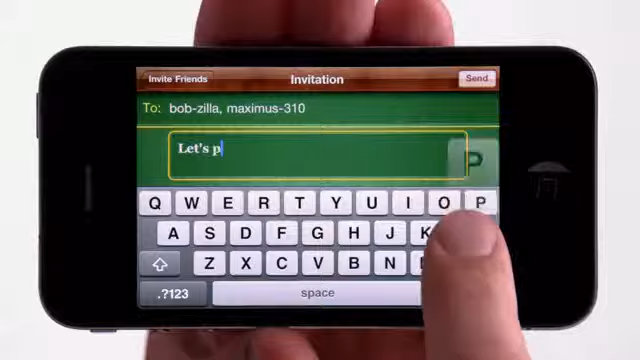 Invite Friends Invitation Send
To: bob-zilla, maximus-310
Let's p
P
Q W E R T Y U I O P
A S D F G H J K
Z X C V B N
.?123 space